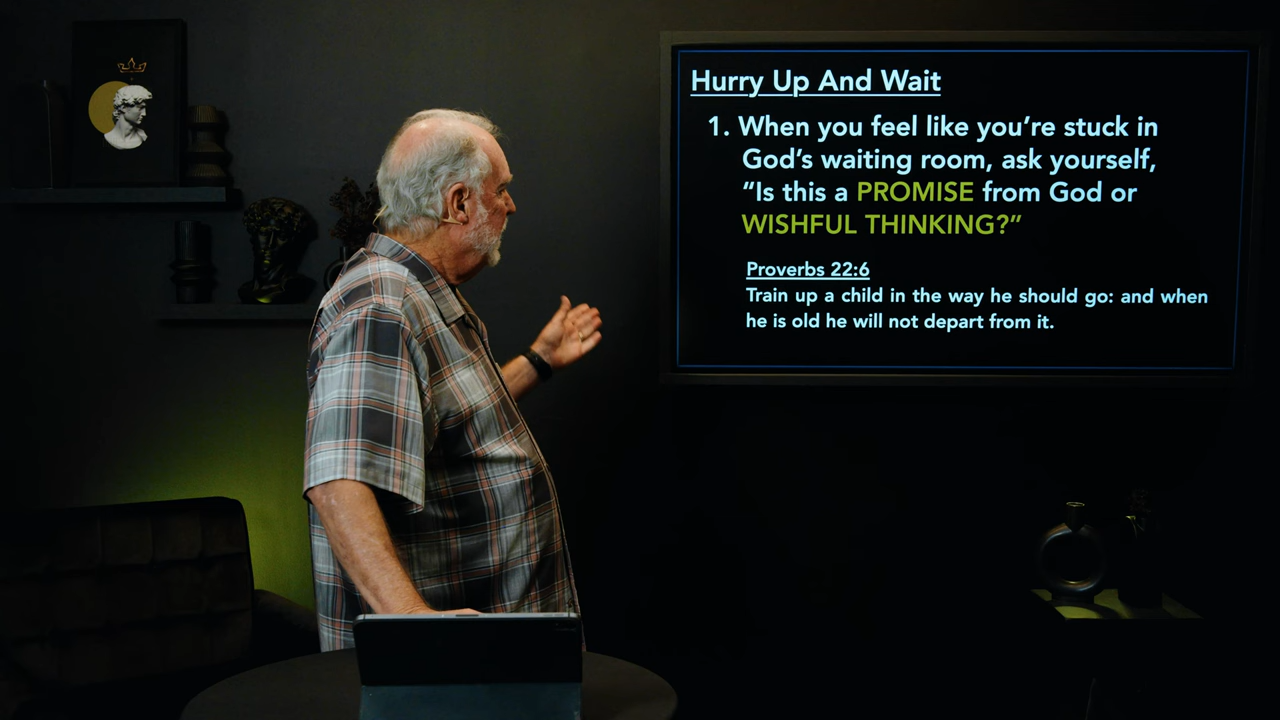 Hurry Up And Wait
1. When you feel like you’re stuck in
God’s waiting room, ask yourself,
“Is this a PROMISE from God or
WISHFUL THINKING?”
Proverbs 22:6
Train up a child in the way he should go: and when
he is old he will not depart from it.